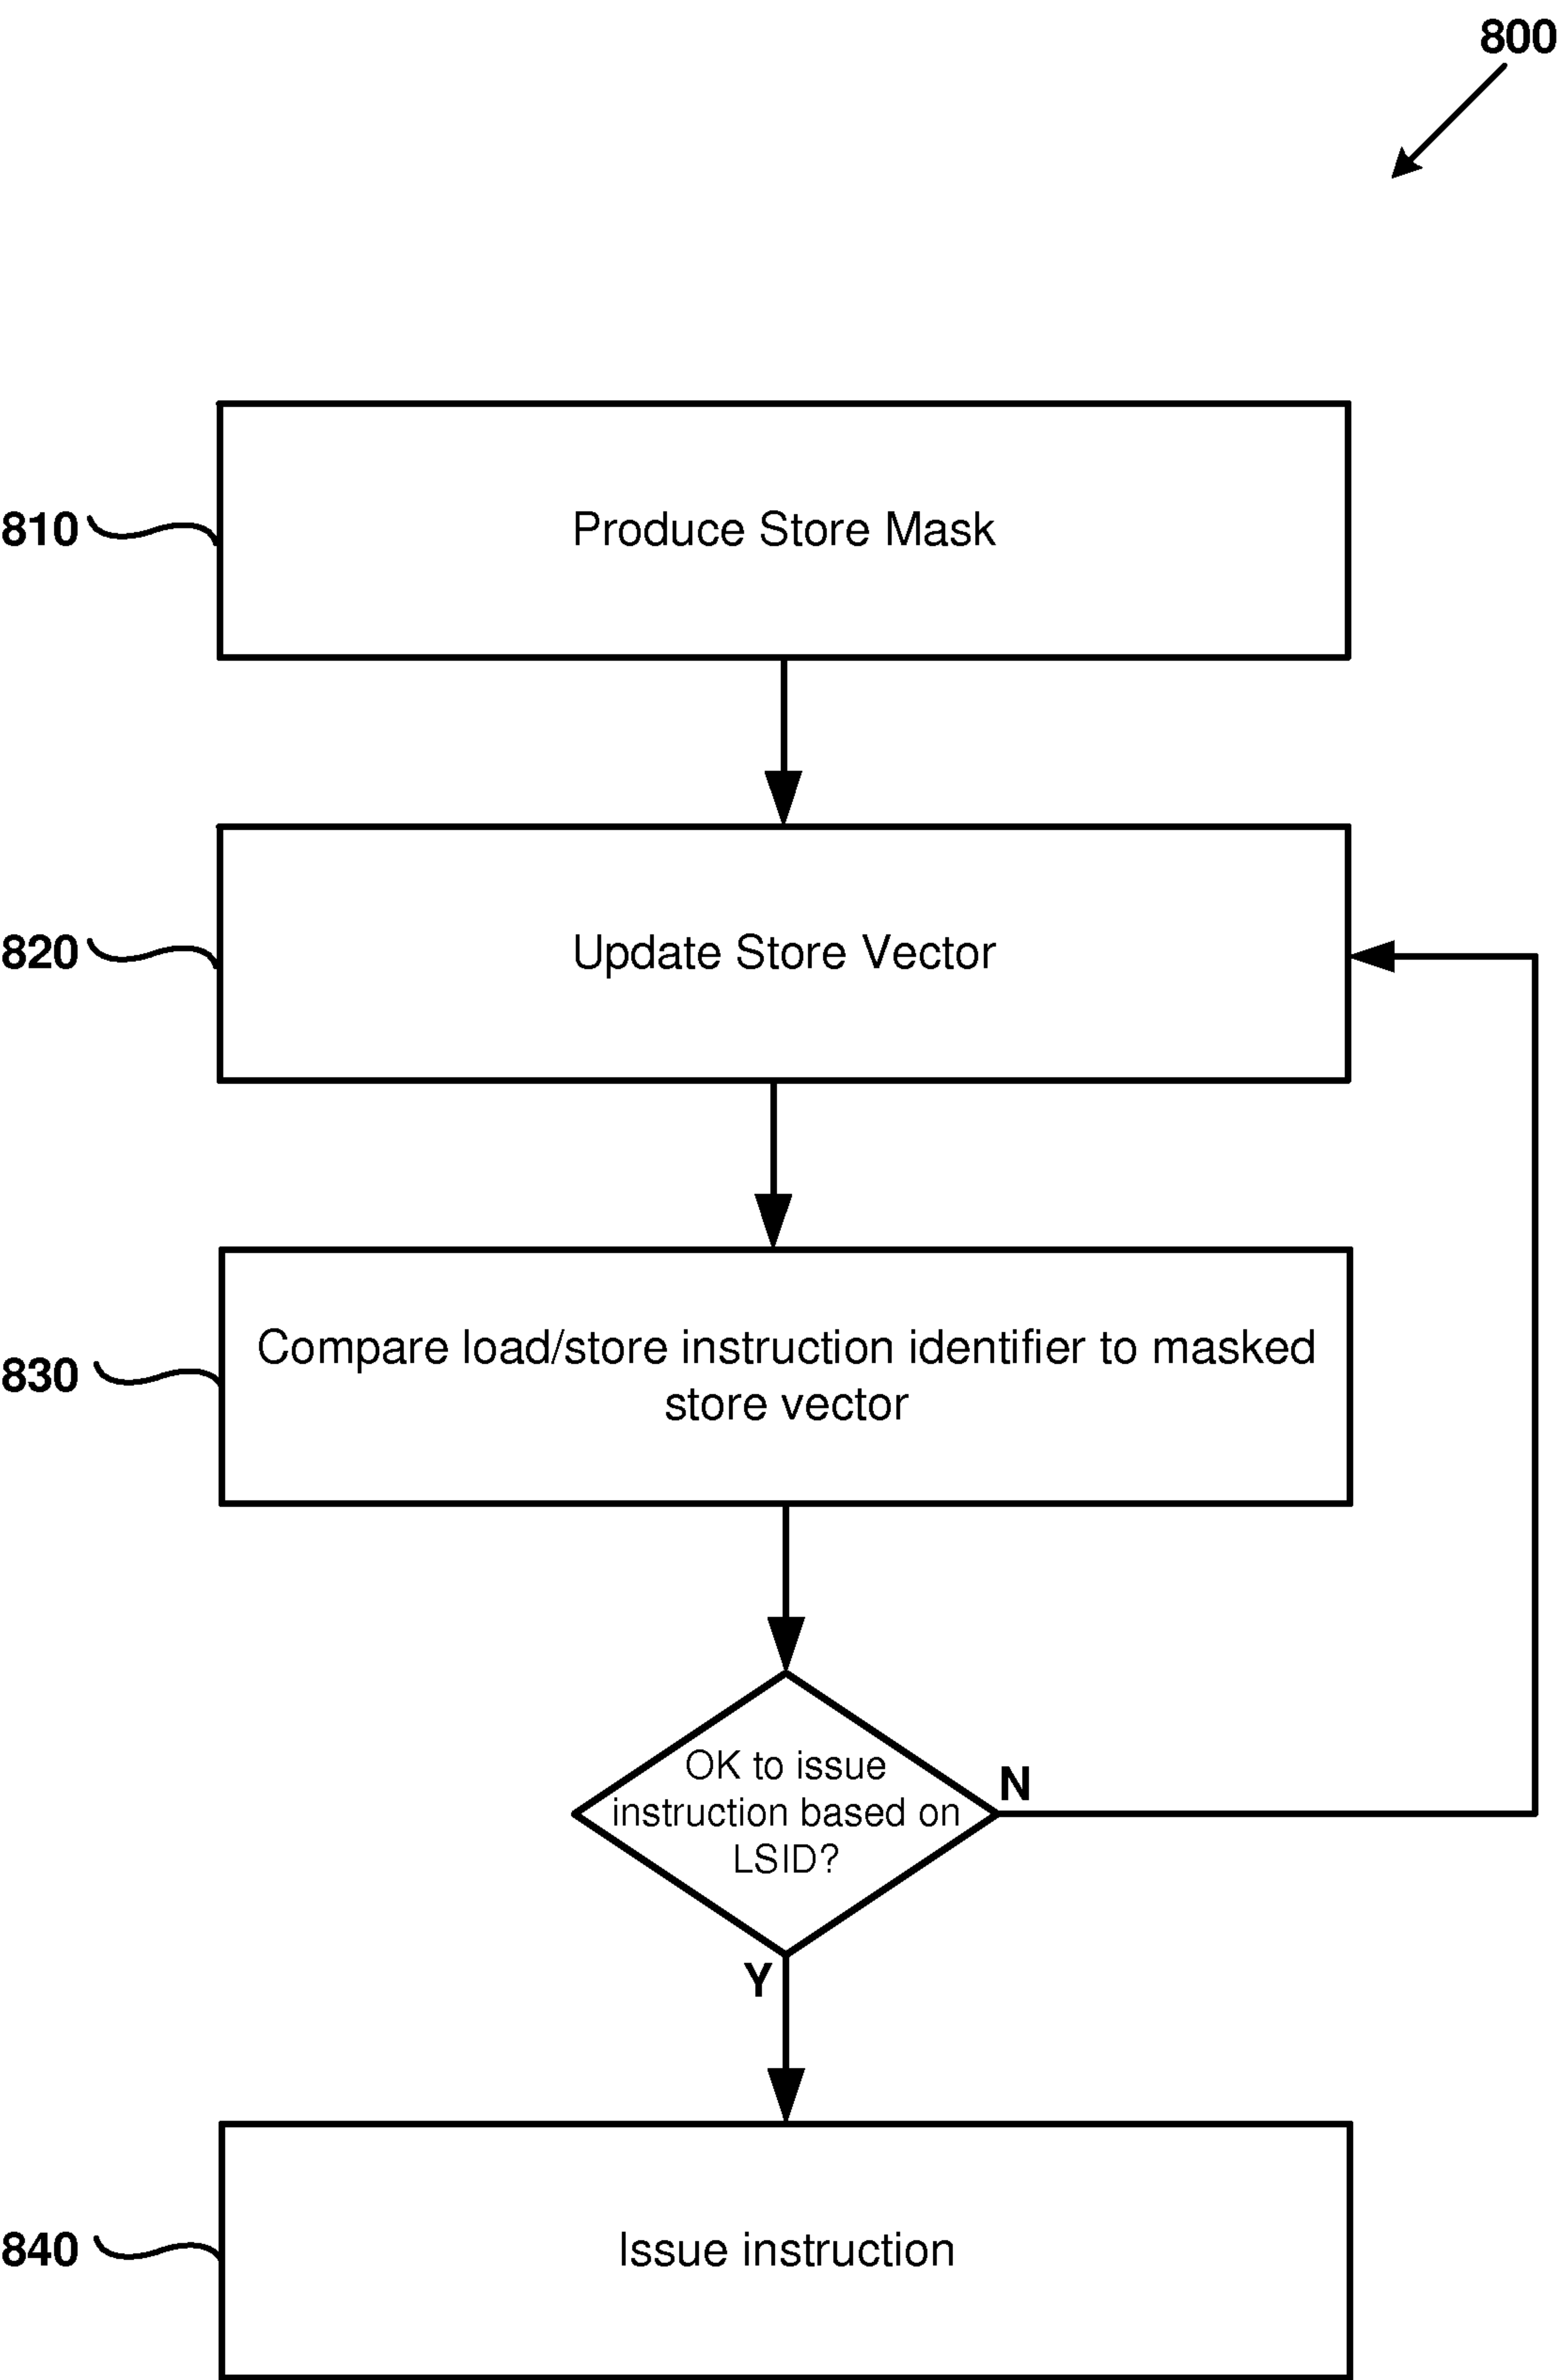 800
810
Produce Store Mask
820
Update Store Vector
830
Compare load/store instruction identifier to masked
store vector
OK to issue
instruction based on
LSID?
N
Y
840
Issue instruction